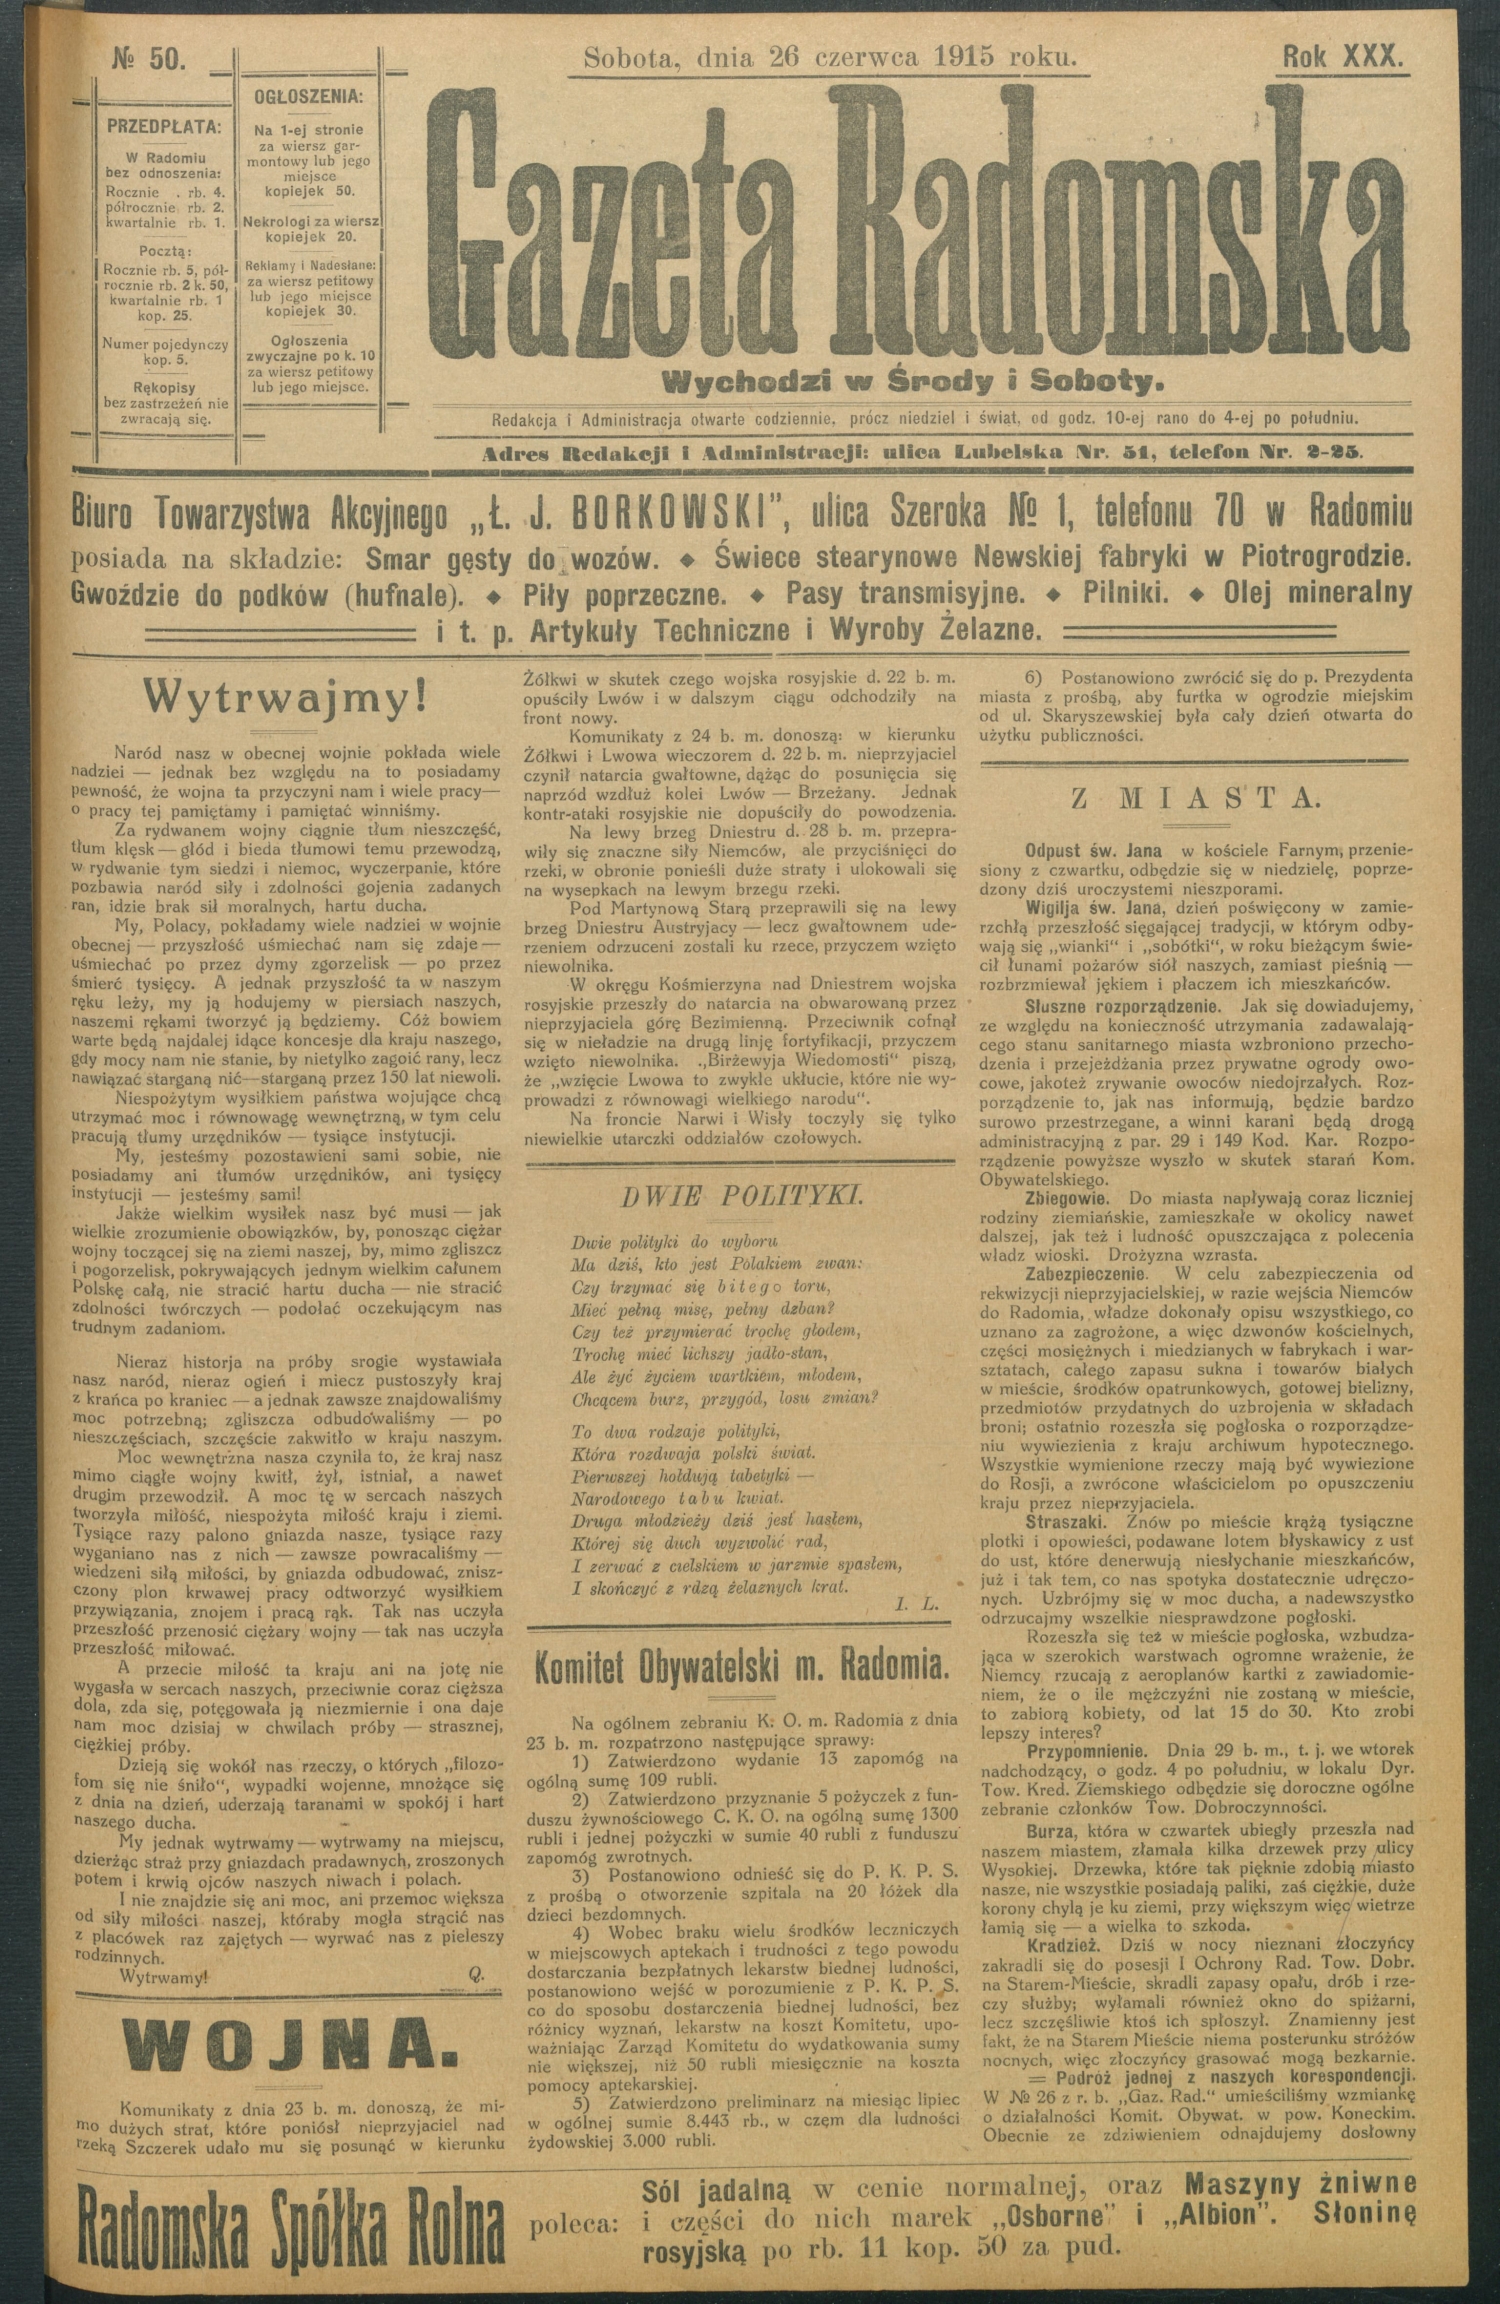 № 50.
Sobota, dnia 26 czerwca 1915 roku.
Rok XXX.
PRZEDPŁATA:
W Radomiu
bez odnoszenia:
Rocznie . rb. 4.
półrocznie rb. 2.
kwartalnie rb. 1.
Pocztą:
Rocznie rb. 5, pół-
rocznie rb. 2 k. 50,
kwartalnie rb. 1
kop. 25.
Numer pojedynczy
kop. 5.
Rękopisy
bez zastrzeżeń nie
zwracają się.
OGŁOSZENIA:
Na 1-ej stronie
za wiersz gar-
montowy lub jego
miejsce
kopiejek 50.
Nekrologi za wiersz
kopiejek 20.
Reklamy i Nadesłane:
za wiersz petitowy
lub jego miejsce
kopiejek 30.
Ogłoszenia
zwyczajne po k. 10
za wiersz petitowy
lub jego miejsce.
Gazeta Radomska
Wychodzi w Środy i Soboty.
Redakcja i Administracja otwarte codziennie, prócz niedziel i świąt, od godz. 10-ej rano do 4-ej po południu.
Adres Redakcji i Administracji: ulica Lubelska Nr. 51, telefon Nr. 2-25.
Biuro Towarzystwa Akcyjnego „Ł. J. BORKOWSKI”, ulica Szeroka № 1, telefonu 70 w Radomiu
posiada na składzie: Smar gęsty do wozów. ◆ Świece stearynowe Newskiej fabryki w Piotrogrodzie.
Gwoździe do podków (hufnale). ◆ Piły poprzeczne. ◆ Pasy transmisyjne. ◆ Pilniki. ◆ Olej mineralny
i t. p. Artykuły Techniczne i Wyroby Żelazne.
Wytrwajmy!
Naród nasz w obecnej wojnie pokłada wiele
nadziei — jednak bez względu na to posiadamy
pewność, że wojna ta przyczyni nam i wiele pracy—
o pracy tej pamiętamy i pamiętać winniśmy.
Za rydwanem wojny ciągnie tłum nieszczęść,
tłum klęsk — głód i bieda tłumowi temu przewodzą,
w rydwanie tym siedzi i niemoc, wyczerpanie, które
pozbawia naród siły i zdolności gojenia zadanych
ran, idzie brak sił moralnych, hartu ducha.
My, Polacy, pokładamy wiele nadziei w wojnie
obecnej — przyszłość uśmiechać nam się zdaje —
uśmiechać po przez dymy zgorzelisk — po przez
śmierć tysięcy. A jednak przyszłość ta w naszym
ręku leży, my ją hodujemy w piersiach naszych,
naszemi rękami tworzyć ją będziemy. Cóż bowiem
warte będą najdalej idące koncesje dla kraju naszego,
gdy mocy nam nie stanie, by nietylko zagoić rany, lecz
nawiązać starganą nić—starganą przez 150 lat niewoli.
Niespożytym wysiłkiem państwa wojujące chcą
utrzymać moc i równowagę wewnętrzną, w tym celu
pracują tłumy urzędników — tysiące instytucji.
My, jesteśmy pozostawieni sami sobie, nie
posiadamy ani tłumów urzędników, ani tysięcy
instytucji — jesteśmy sami!
Jakże wielkim wysiłek nasz być musi — jak
wielkie zrozumienie obowiązków, by, ponosząc ciężar
wojny toczącej się na ziemi naszej, by, mimo zgliszcz
i pogorzelisk, pokrywających jednym wielkim całunem
Polskę całą, nie stracić hartu ducha — nie stracić
zdolności twórczych — podołać oczekującym nas
trudnym zadaniom.
Nieraz historja na próby srogie wystawiała
nasz naród, nieraz ogień i miecz pustoszyły kraj
z krańca po kraniec — a jednak zawsze znajdowaliśmy
moc potrzebną; zgliszcza odbudowaliśmy — po
nieszczęściach, szczęście zakwitło w kraju naszym.
Moc wewnętrzna nasza czyniła to, że kraj nasz
mimo ciągłe wojny kwitł, żył, istniał, a nawet
drugim przewodził. A moc tę w sercach naszych
tworzyła miłość, niespożyta miłość kraju i ziemi.
Tysiące razy palono gniazda nasze, tysiące razy
wyganiano nas z nich — zawsze powracaliśmy —
wiedzeni siłą miłości, by gniazda odbudować, znisz-
czony plon krwawej pracy odtworzyć wysiłkiem
przywiązania, znojem i pracą rąk. Tak nas uczyła
przeszłość przenosić ciężary wojny — tak nas uczyła
przeszłość miłować.
A przecie miłość ta kraju ani na jotę nie
wygasła w sercach naszych, przeciwnie coraz cięższa
dola, zda się, potęgowała ją niezmiernie i ona daje
nam moc dzisiaj w chwilach próby — strasznej,
ciężkiej próby.
Dzieją się wokół nas rzeczy, o których „filozo-
fom się nie śniło“, wypadki wojenne, mnożące się
z dnia na dzień, uderzają taranami w spokój i hart
naszego ducha.
My jednak wytrwamy — wytrwamy na miejscu,
dzierżąc straż przy gniazdach pradawnych, zroszonych
potem i krwią ojców naszych niwach i polach.
I nie znajdzie się ani moc, ani przemoc większa
od siły miłości naszej, któraby mogła strącić nas
z placówek raz zajętych — wyrwać nas z pieleszy
rodzinnych.
Wytrwamy!
Q.
WOJNA.
Komunikaty z dnia 23 b. m. donoszą, że mi-
mo dużych strat, które poniósł nieprzyjaciel nad
rzeką Szczerek udało mu się posunąć w kierunku
Żółkwi w skutek czego wojska rosyjskie d. 22 b. m.
opuściły Lwów i w dalszym ciągu odchodziły na
front nowy.
Komunikaty z 24 b. m. donoszą: w kierunku
Żółkwi i Lwowa wieczorem d. 22 b. m. nieprzyjaciel
czynił natarcia gwałtowne, dążąc do posunięcia się
naprzód wzdłuż kolei Lwów — Brzeżany. Jednak
kontr-ataki rosyjskie nie dopuściły do powodzenia.
Na lewy brzeg Dniestru d. 28 b. m. przepra-
wiły się znaczne siły Niemców, ale przyciśnięci do
rzeki, w obronie ponieśli duże straty i ulokowali się
na wysepkach na lewym brzegu rzeki.
Pod Martynową Starą przeprawili się na lewy
brzeg Dniestru Austryjacy — lecz gwałtownem ude-
rzeniem odrzuceni zostali ku rzece, przyczem wzięto
niewolnika.
W okręgu Kośmierzyna nad Dniestrem wojska
rosyjskie przeszły do natarcia na obwarowaną przez
nieprzyjaciela górę Bezimienną. Przeciwnik cofnął
się w nieładzie na drugą linję fortyfikacji, przyczem
wzięto niewolnika. „Birżewyja Wiedomosti“ piszą,
że „wzięcie Lwowa to zwykłe ukłucie, które nie wy-
prowadzi z równowagi wielkiego narodu“.
Na froncie Narwi i Wisły toczyły się tylko
niewielkie utarczki oddziałów czołowych.
DWIE POLITYKI.
Dwie polityki do wyboru
Ma dziś, kto jest Polakiem zwan:
Czy trzymać się bitego toru,
Mieć pełną misę, pełny dzban?
Czy też przymierać trochę głodem,
Trochę mieć lichszy jadło-stan,
Ale żyć życiem wartkiem, młodem,
Chcącem burz, przygód, losu zmian?
To dwa rodzaje polityki,
Która rozdwaja polski świat.
Pierwszej hołdują tabetyki —
Narodowego tabu kwiat.
Druga młodzieży dziś jest hasłem,
Której się duch wyzwolić rad,
I zerwać z cielskiem w jarzmie spasłem,
I skończyć z rdzą żelaznych krat.
I. L.
Komitet Obywatelski m. Radomia.
Na ogólnem zebraniu K. O. m. Radomia z dnia
23 b. m. rozpatrzono następujące sprawy:
1) Zatwierdzono wydanie 13 zapomóg na
ogólną sumę 109 rubli.
2) Zatwierdzono przyznanie 5 pożyczek z fun-
duszu żywnościowego C. K. O. na ogólną sumę 1300
rubli i jednej pożyczki w sumie 40 rubli z funduszu
zapomóg zwrotnych.
3) Postanowiono odnieść się do P. K. P. S.
z prośbą o otworzenie szpitala na 20 łóżek dla
dzieci bezdomnych.
4) Wobec braku wielu środków leczniczych
w miejscowych aptekach i trudności z tego powodu
dostarczania bezpłatnych lekarstw biednej ludności,
postanowiono wejść w porozumienie z P. K. P. S.
co do sposobu dostarczenia biednej ludności, bez
różnicy wyznań, lekarstw na koszt Komitetu, upo-
ważniając Zarząd Komitetu do wydatkowania sumy
nie większej, niż 50 rubli miesięcznie na koszta
pomocy aptekarskiej.
5) Zatwierdzono preliminarz na miesiąc lipiec
w ogólnej sumie 8.443 rb., w czem dla ludności
żydowskiej 3.000 rubli.
6) Postanowiono zwrócić się do p. Prezydenta
miasta z prośbą, aby furtka w ogrodzie miejskim
od ul. Skaryszewskiej była cały dzień otwarta do
użytku publiczności.
Z MIASTA.
Odpust św. Jana w kościele Farnym, przenie-
siony z czwartku, odbędzie się w niedzielę, poprze-
dzony dziś uroczystemi nieszporami.
Wigilja św. Jana, dzień poświęcony w zamie-
rzchłą przeszłość sięgającej tradycji, w którym odby-
wają się „wianki“ i „sobótki“, w roku bieżącym świe-
cił łunami pożarów siół naszych, zamiast pieśnią —
rozbrzmiewał jękiem i płaczem ich mieszkańców.
Słuszne rozporządzenie. Jak się dowiadujemy,
ze względu na konieczność utrzymania zadawalają-
cego stanu sanitarnego miasta wzbroniono przecho-
dzenia i przejeżdżania przez prywatne ogrody owo-
cowe, jakoteż zrywanie owoców niedojrzałych. Roz-
porządzenie to, jak nas informują, będzie bardzo
surowo przestrzegane, a winni karani będą drogą
administracyjną z par. 29 i 149 Kod. Kar. Rozpo-
rządzenie powyższe wyszło w skutek starań Kom.
Obywatelskiego.
Zbiegowie. Do miasta napływają coraz liczniej
rodziny ziemiańskie, zamieszkałe w okolicy nawet
dalszej, jak też i ludność opuszczająca z polecenia
władz wioski. Drożyzna wzrasta.
Zabezpieczenie. W celu zabezpieczenia od
rekwizycji nieprzyjacielskiej, w razie wejścia Niemców
do Radomia, władze dokonały opisu wszystkiego, co
uznano za zagrożone, a więc dzwonów kościelnych,
części mosiężnych i miedzianych w fabrykach i war-
sztatach, całego zapasu sukna i towarów białych
w mieście, środków opatrunkowych, gotowej bielizny,
przedmiotów przydatnych do uzbrojenia w składach
broni; ostatnio rozeszła się pogłoska o rozporządze-
niu wywiezienia z kraju archiwum hypotecznego.
Wszystkie wymienione rzeczy mają być wywiezione
do Rosji, a zwrócone właścicielom po opuszczeniu
kraju przez nieprzyjaciela.
Straszaki. Znów po mieście krążą tysiączne
plotki i opowieści, podawane lotem błyskawicy z ust
do ust, które denerwują niesłychanie mieszkańców,
już i tak tem, co nas spotyka dostatecznie udręczo-
nych. Uzbrójmy się w moc ducha, a nadewszystko
odrzucajmy wszelkie niesprawdzone pogłoski.
Rozeszła się też w mieście pogłoska, wzbudza-
jąca w szerokich warstwach ogromne wrażenie, że
Niemcy rzucają z aeroplanów kartki z zawiadomie-
niem, że o ile mężczyźni nie zostaną w mieście,
to zabiorą kobiety, od lat 15 do 30. Kto zrobi
lepszy interes?
Przypomnienie. Dnia 29 b. m., t. j. we wtorek
nadchodzący, o godz. 4 po południu, w lokalu Dyr.
Tow. Kred. Ziemskiego odbędzie się doroczne ogólne
zebranie członków Tow. Dobroczynności.
Burza, która w czwartek ubiegły przeszła nad
naszem miastem, złamała kilka drzewek przy ulicy
Wysokiej. Drzewka, które tak pięknie zdobią miasto
nasze, nie wszystkie posiadają paliki, zaś ciężkie, duże
korony chylą je ku ziemi, przy większym więc wietrze
łamią się — a wielka to szkoda.
Kradzież. Dziś w nocy nieznani złoczyńcy
zakradli się do posesji I Ochrony Rad. Tow. Dobr.
na Starem-Mieście, skradli zapasy opału, drób i rze-
czy służby; wyłamali również okno do spiżarni,
lecz szczęśliwie ktoś ich spłoszył. Znamienny jest
fakt, że na Starem Mieście niema posterunku stróżów
nocnych, więc złoczyńcy grasować mogą bezkarnie.
= Podróż jednej z naszych korespondencji.
W № 26 z r. b. „Gaz. Rad.“ umieściliśmy wzmiankę
o działalności Komit. Obywat. w pow. Koneckim.
Obecnie ze zdziwieniem odnajdujemy dosłowny
Radomska Spółka Rolna
poleca:
Sól jadalną w cenie normalnej, oraz Maszyny żniwne
i części do nich marek „Osborne” i „Albion”. Słoninę
rosyjską po rb. 11 kop. 50 za pud.